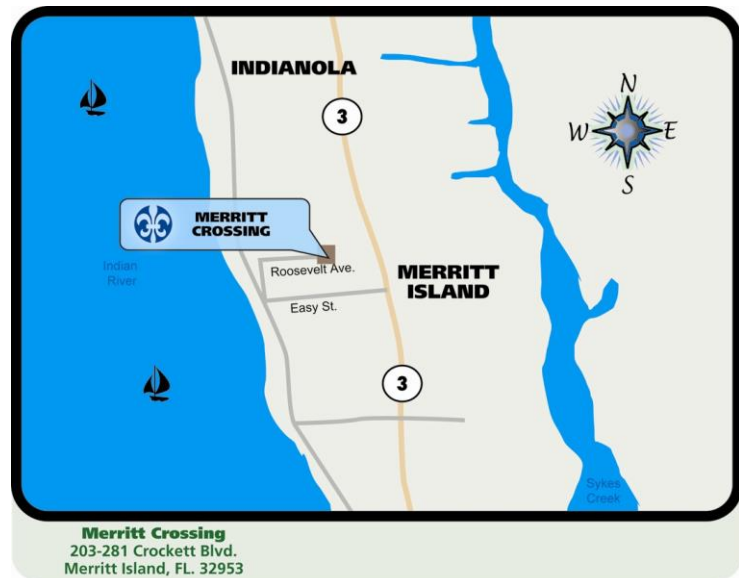 INDIANOLA
3
N
W
E
S
MERRITT
CROSSING
Indian
River
Roosevelt Ave.
MERRITT
ISLAND
Easy St.
3
Sykes
Creek
Merritt Crossing
203-281 Crockett Blvd.
Merritt Island, FL. 32953